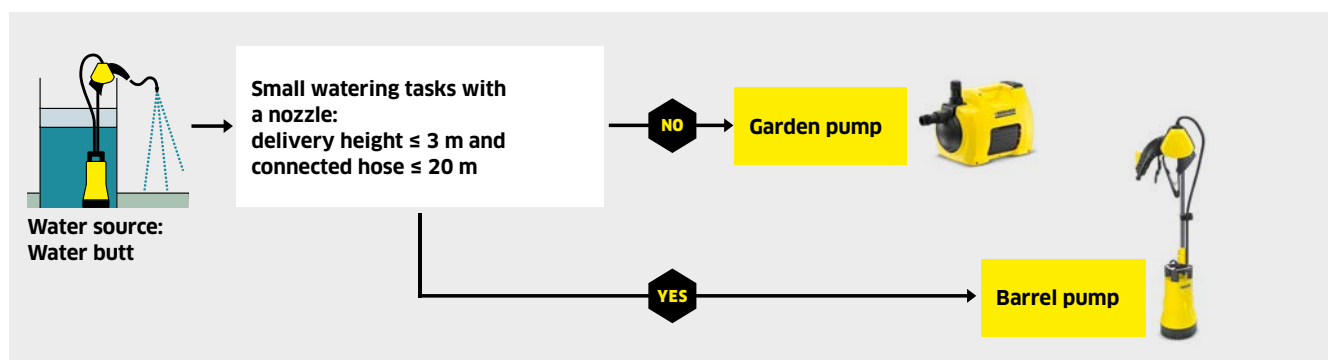 Small watering tasks with
a nozzle:
delivery height ≤ 3 m and
connected hose ≤ 20 m
NO
Garden pump
Water source:
Water butt
YES
Barrel pump